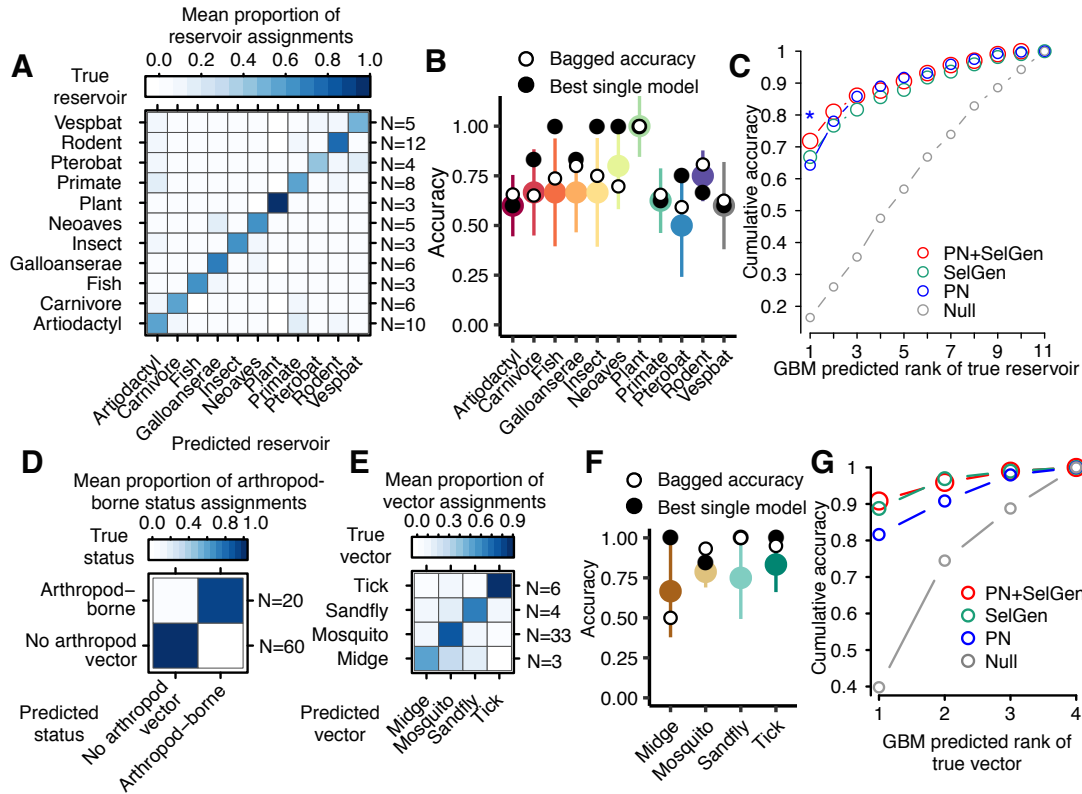 A
Mean proportion of
reservoir assignments
True
reservoir
0.0 0.2 0.4 0.6 0.8 1.0
Vespbat
Rodent
Pterobat
Primate
Plant
Neoaves
Insect
Galloanserae
Fish
Carnivore
Artiodactyl
N=5
N=12
N=4
N=8
N=3
N=5
N=3
N=6
N=3
N=6
N=10
Artiodactyl
Carnivore
Fish
Galloanserae
Insect
Neoaves
Plant
Primate
Pterobat
Rodent
Vespbat
Predicted reservoir
B
Bagged accuracy
Best single model
Accuracy
1.00
0.75
0.50
0.25
0.00
Artiodactyl
Carnivore
Fish
Galloanserae
Insect
Neoaves
Plant
Primate
Pterobat
Rodent
Vespbat
C
Cumulative accuracy
1
0.9
0.8
0.7
0.6
0.5
0.4
0.3
0.2
*
PN+SelGen
SelGen
PN
Null
1 3 5 7 9 11
GBM predicted rank of true reservoir
D
Mean proportion of arthropod-
borne status assignments
True
status
0.0 0.4 0.8 1.0
Arthropod−
borne
No arthropod
vector
N=20
N=60
Predicted
status
No arthropod
vector
Arthropod−borne
E
Mean proportion of
vector assignments
True
vector
0.0 0.3 0.6 0.9
Tick
Sandfly
Mosquito
Midge
N=6
N=4
N=33
N=3
Predicted
vector
Midge
Mosquito
Sandfly
Tick
F
Bagged accuracy
Best single model
Accuracy
1.00
0.75
0.50
0.25
0.00
Midge
Mosquito
Sandfly
Tick
G
Cumulative accuracy
1
0.9
0.8
0.7
0.6
0.5
0.4
PN+SelGen
SelGen
PN
Null
1 2 3 4
GBM predicted rank of
true vector